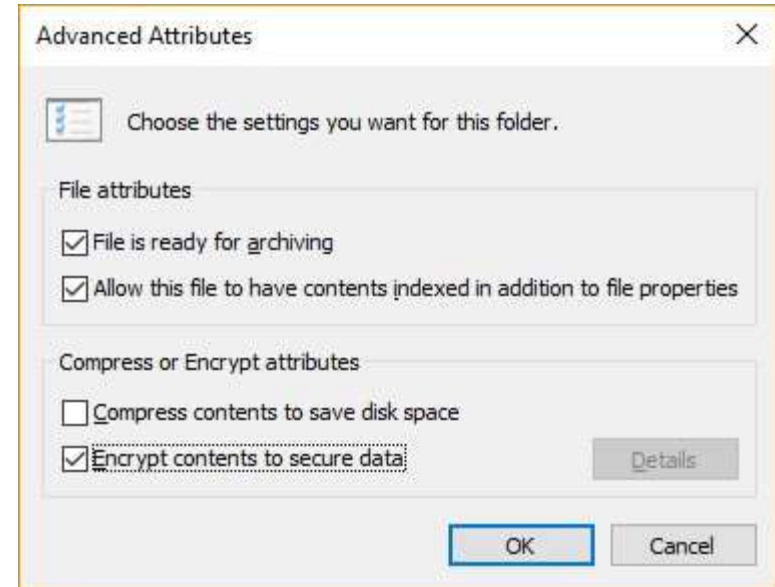 Advanced Attributes
Choose the settings you want for this folder.
File attributes
File is ready for archiving
Allow this file to have contents indexed in addition to file properties
Compress or Encrypt attributes
Compress contents to save disk space
Encrypt contents to secure data
Details
OK
Cancel